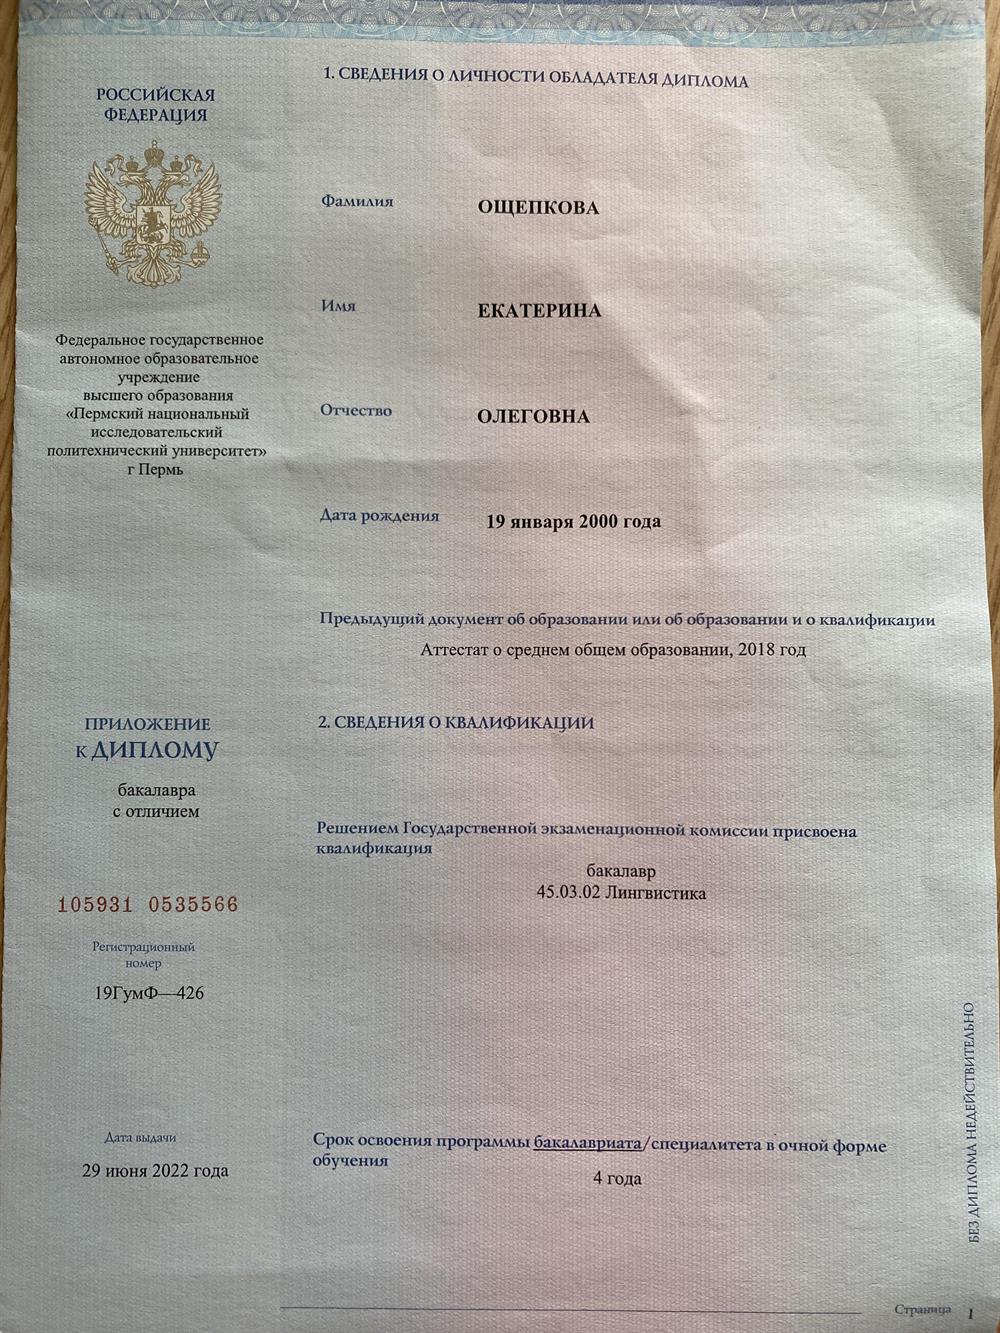 РОССИЙСКАЯ
ФЕДЕРАЦИЯ
Федеральное государственное
автономное образовательное
учреждение
высшего образования
«Пермский национальный
исследовательский
политехнический университет»
г Пермь
ПРИЛОЖЕНИЕ
к ДИПЛОМУ
бакалавра
с отличием
105931 0535566
Регистрационный
номер
19ГумФ—426
Дата выдачи
29 июня 2022 года
1. СВЕДЕНИЯ О ЛИЧНОСТИ ОБЛАДАТЕЛЯ ДИПЛОМА
Фамилия ОЩЕПКОВА
Имя ЕКАТЕРИНА
Отчество ОЛЕГОВНА
Дата рождения 19 января 2000 года
Предыдущий документ об образовании или об образовании и о квалификации
Аттестат о среднем общем образовании, 2018 год
2. СВЕДЕНИЯ О КВАЛИФИКАЦИИ
Решением Государственной экзаменационной комиссии присвоена
квалификация
бакалавр
45.03.02 Лингвистика
Срок освоения программы бакалавриата/специалитета в очной форме
обучения
4 года
БЕЗ ДИПЛОМА НЕДЕЙСТВИТЕЛЬНО
Страница 1